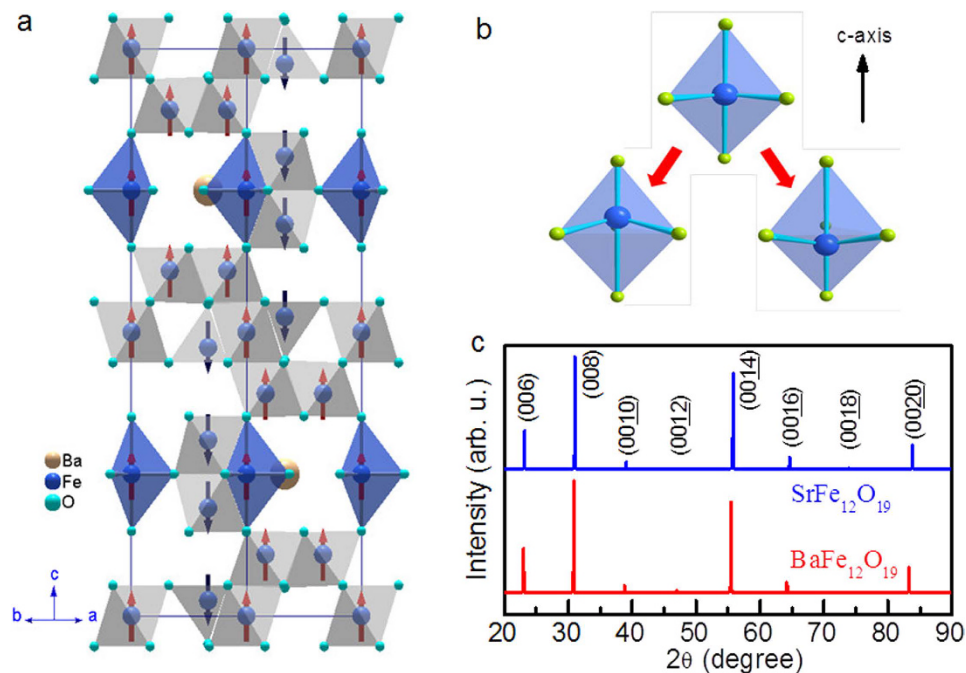 a
Ba
Fe
O
c
b a
b
c-axis
c
Intensity (arb. u.)
(006)
(008)
(0010)
(0012)
(0014)
(0016)
(0018)
(0020)
SrFe₁₂O₁₉
BaFe₁₂O₁₉
20 30 40 50 60 70 80 90
2θ (degree)